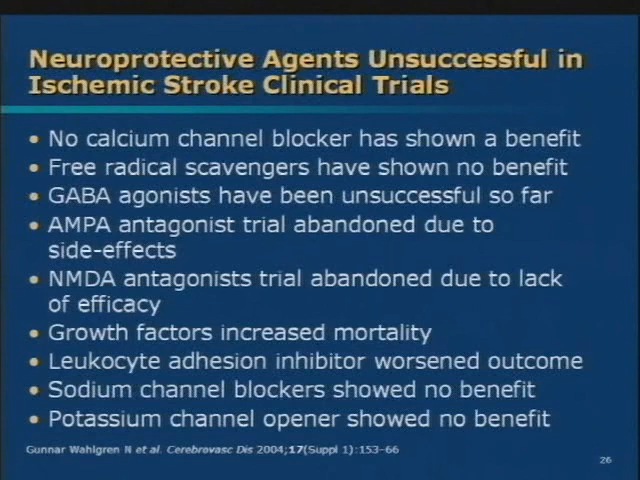 Neuroprotective Agents Unsuccessful in
Ischemic Stroke Clinical Trials
• No calcium channel blocker has shown a benefit
• Free radical scavengers have shown no benefit
• GABA agonists have been unsuccessful so far
• AMPA antagonist trial abandoned due to
side-effects
• NMDA antagonists trial abandoned due to lack
of efficacy
• Growth factors increased mortality
• Leukocyte adhesion inhibitor worsened outcome
• Sodium channel blockers showed no benefit
• Potassium channel opener showed no benefit
Gunnar Wahlgren N et al. Cerebrovasc Dis 2004;17(Suppl 1):153–66
26